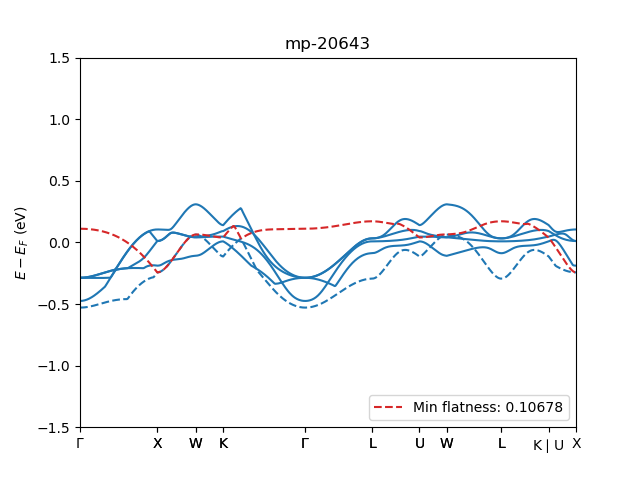 mp-20643
E − E_F (eV)
1.5
1.0
0.5
0.0
−0.5
−1.0
−1.5
Min flatness: 0.10678
Γ X W K Γ L U W L K | U X